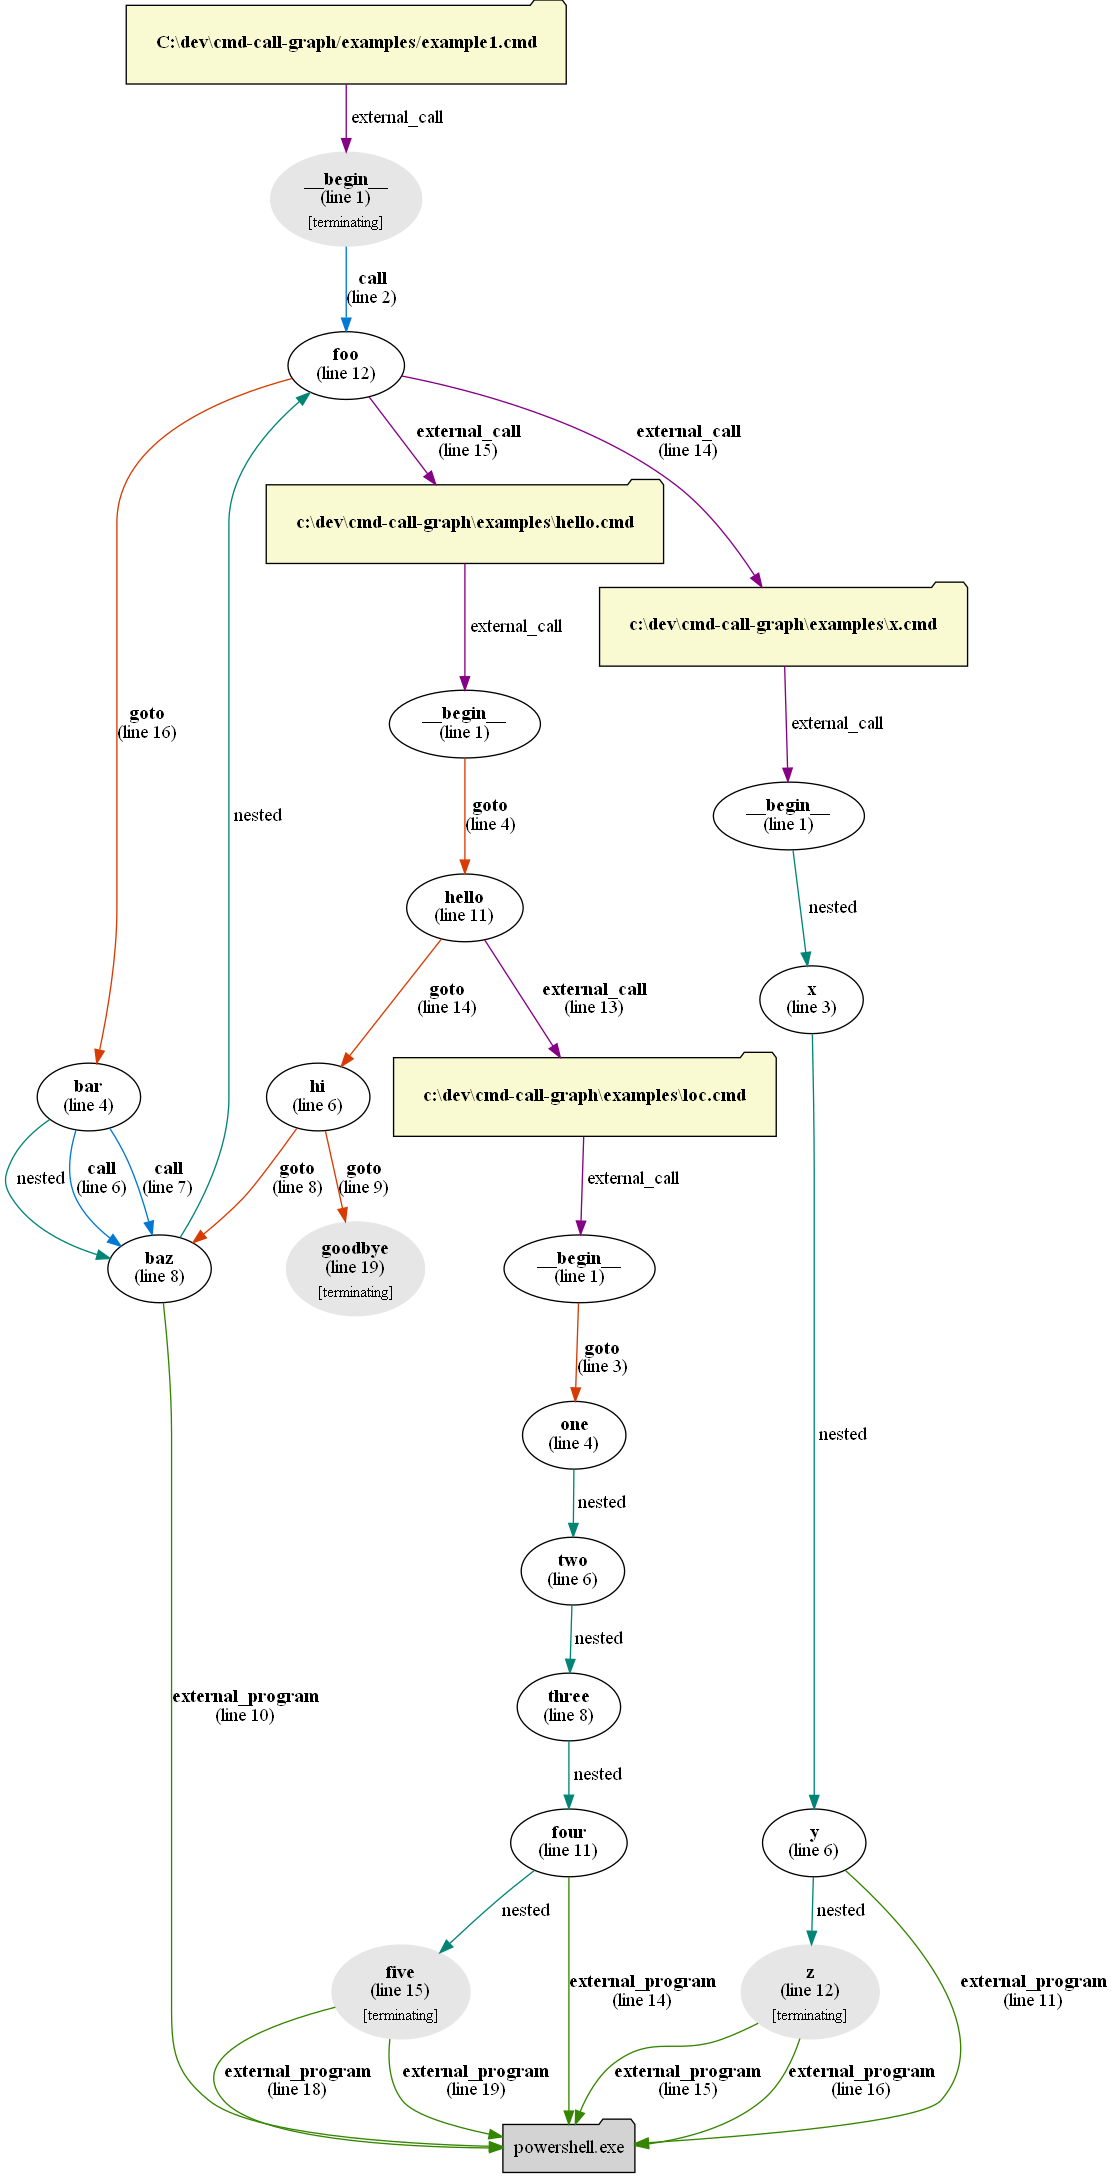 C:\dev\cmd-call-graph/examples/example1.cmd
external_call
__begin__
(line 1)
[terminating]
call
(line 2)
foo
(line 12)
external_call
(line 15)
external_call
(line 14)
c:\dev\cmd-call-graph\examples\hello.cmd
c:\dev\cmd-call-graph\examples\x.cmd
external_call
goto
(line 16)
__begin__
(line 1)
external_call
nested
goto
(line 4)
__begin__
(line 1)
hello
(line 11)
nested
goto
(line 14)
external_call
(line 13)
x
(line 3)
bar
(line 4)
hi
(line 6)
c:\dev\cmd-call-graph\examples\loc.cmd
nested
call
(line 6)
call
(line 7)
goto
(line 8)
goto
(line 9)
external_call
baz
(line 8)
goodbye
(line 19)
[terminating]
__begin__
(line 1)
goto
(line 3)
one
(line 4)
nested
nested
two
(line 6)
nested
external_program
(line 10)
three
(line 8)
nested
four
(line 11)
y
(line 6)
nested
nested
five
(line 15)
[terminating]
external_program
(line 14)
z
(line 12)
[terminating]
external_program
(line 11)
external_program
(line 18)
external_program
(line 19)
external_program
(line 15)
external_program
(line 16)
powershell.exe